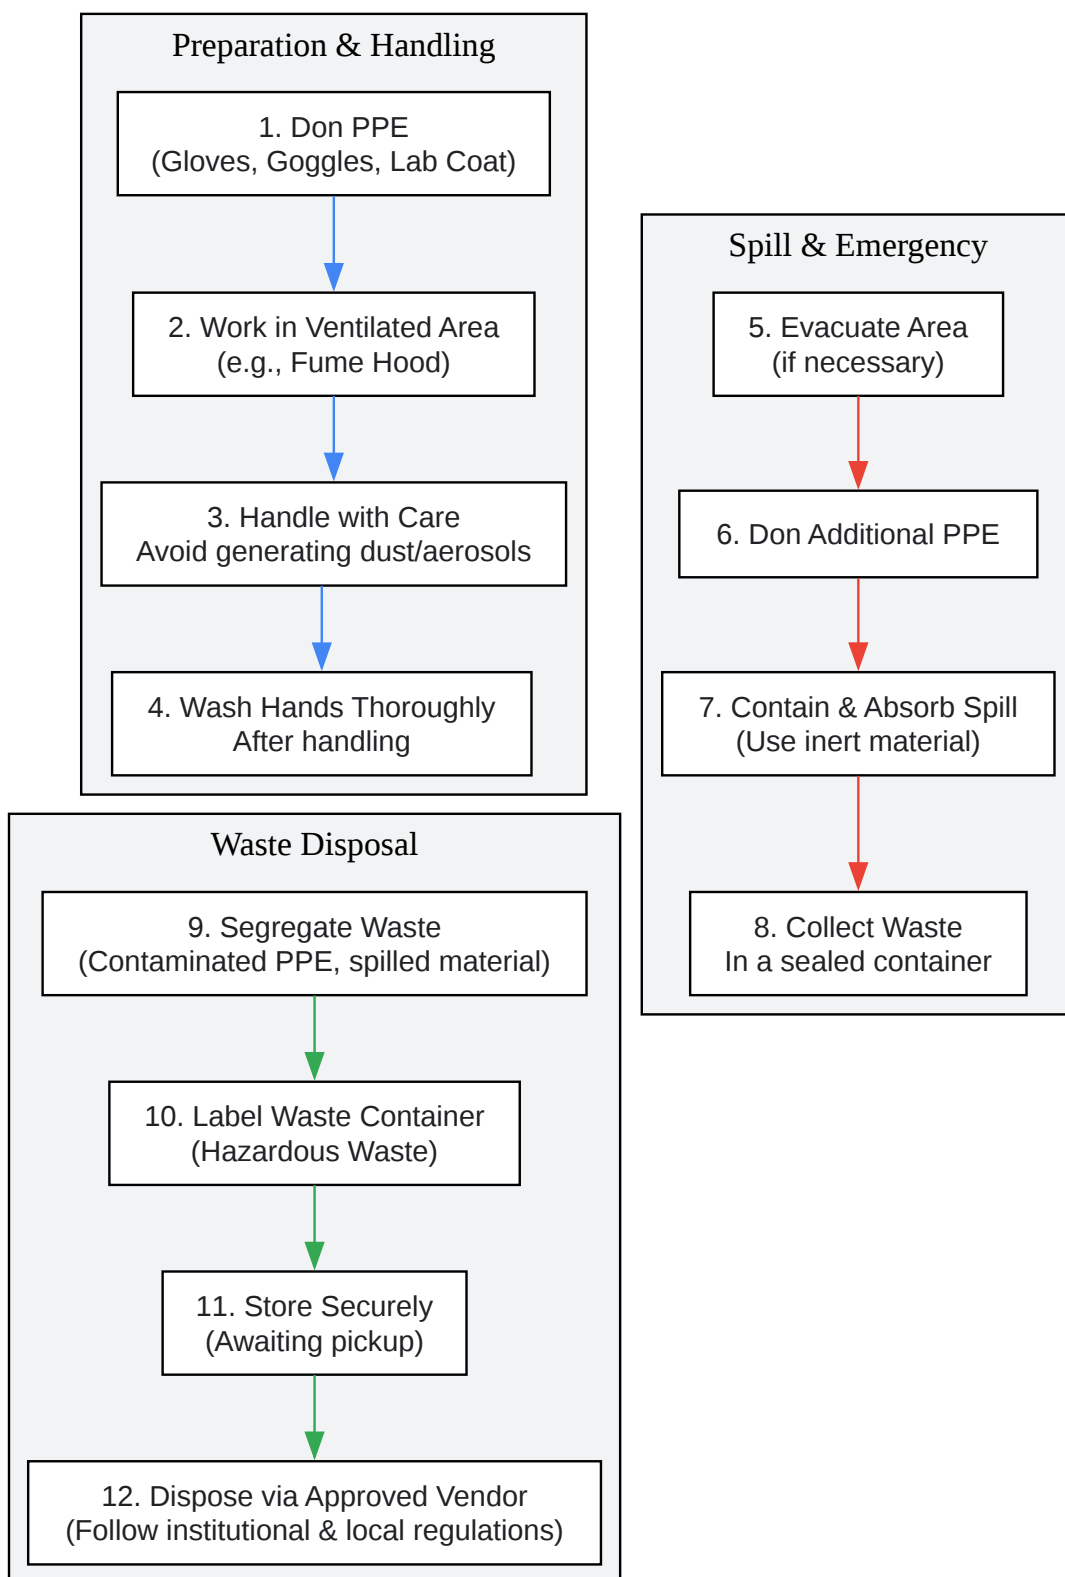 Preparation & Handling
1. Don PPE
(Gloves, Goggles, Lab Coat)
2. Work in Ventilated Area
(e.g., Fume Hood)
3. Handle with Care
Avoid generating dust/aerosols
4. Wash Hands Thoroughly
After handling
Spill & Emergency
5. Evacuate Area
(if necessary)
6. Don Additional PPE
7. Contain & Absorb Spill
(Use inert material)
8. Collect Waste
In a sealed container
Waste Disposal
9. Segregate Waste
(Contaminated PPE, spilled material)
10. Label Waste Container
(Hazardous Waste)
11. Store Securely
(Awaiting pickup)
12. Dispose via Approved Vendor
(Follow institutional & local regulations)